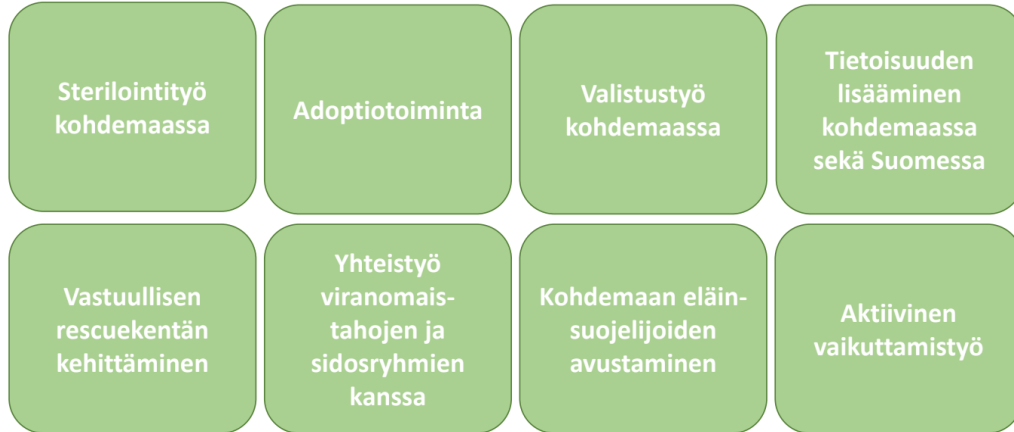 Sterilointityö
kohdemaassa
Adoptiotoiminta
Valistustyö
kohdemaassa
Tietoisuuden
lisääminen
kohdemaassa
sekä Suomessa
Vastuullisen
rescuekentän
kehittäminen
Yhteistyö
viranomais-
tahojen ja
sidosryhmien
kanssa
Kohdemaan eläin-
suojelijoiden
avustaminen
Aktiivinen
vaikuttamistyö